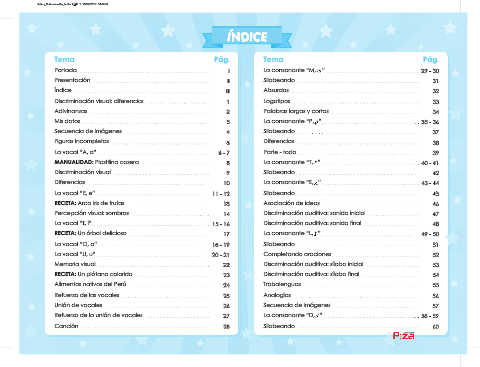 ÍNDICE
Tema Pág.
Portada I
Presentación II
Índice III
Discriminación visual: diferencias 1
Adivinanzas 2
Mis datos 3
Secuencia de imágenes 4
Figuras incompletas 5
La vocal "A, a" 6 - 7
MANUALIDAD: Plastilina casera 8
Discriminación visual 9
Diferencias 10
La vocal "E, e" 11 - 12
RECETA: Arco iris de frutas 13
Percepción visual: sombras 14
La vocal "I, i" 15 - 16
RECETA: Un árbol delicioso 17
La vocal "O, o" 18 - 19
La vocal "U, u" 20 - 21
Memoria visual 22
RECETA: Un plátano colorido 23
Alimentos nativos del Perú 24
Refuerzo de las vocales 25
Unión de vocales 26
Refuerzo de la unión de vocales 27
Canción 28
Tema Pág.
La consonante "M, m" 29 - 30
Silabeando 31
Absurdos 32
Logotipos 33
Palabras largas y cortas 34
La consonante "P, p" 35 - 36
Silabeando 37
Diferencias 38
Parte - todo 39
La consonante "T, t" 40 - 41
Silabeando 42
La consonante "S, s" 43 - 44
Silabeando 45
Asociación de ideas 46
Discriminación auditiva: sonido inicial 47
Discriminación auditiva: sonido final 48
La consonante "L, l" 49 - 50
Silabeando 51
Completando oraciones 52
Discriminación auditiva: sílaba inicial 53
Discriminación auditiva: sílaba final 54
Trabalenguas 55
Analogías 56
Secuencia de imágenes 57
La consonante "D, d" 58 - 59
Silabeando 60